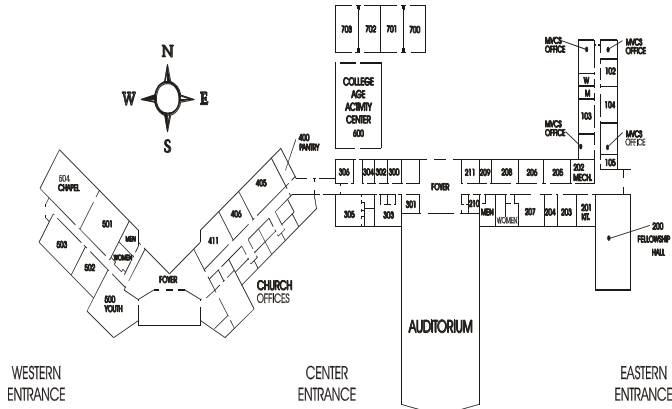 703 702 701 700
COLLEGE
AGE
ACTIVITY
CENTER
600
N
W E
S
MVCS
OFFICE
MVCS
OFFICE
W
M
103
102
104
105
MVCS
OFFICE
MVCS
OFFICE
400
PANTRY
405
406
411
504
CHAPEL
501
MEN
WOMEN
503
502
500
YOUTH
FOYER
CHURCH
OFFICES
306 304 302 300
305 303 301
FOYER
211 209 208 206 205 202
MECH.
210 MEN WOMEN 207 204 203 201
KIT.
200
FELLOWSHIP
HALL
AUDITORIUM
WESTERN
ENTRANCE
CENTER
ENTRANCE
EASTERN
ENTRANCE